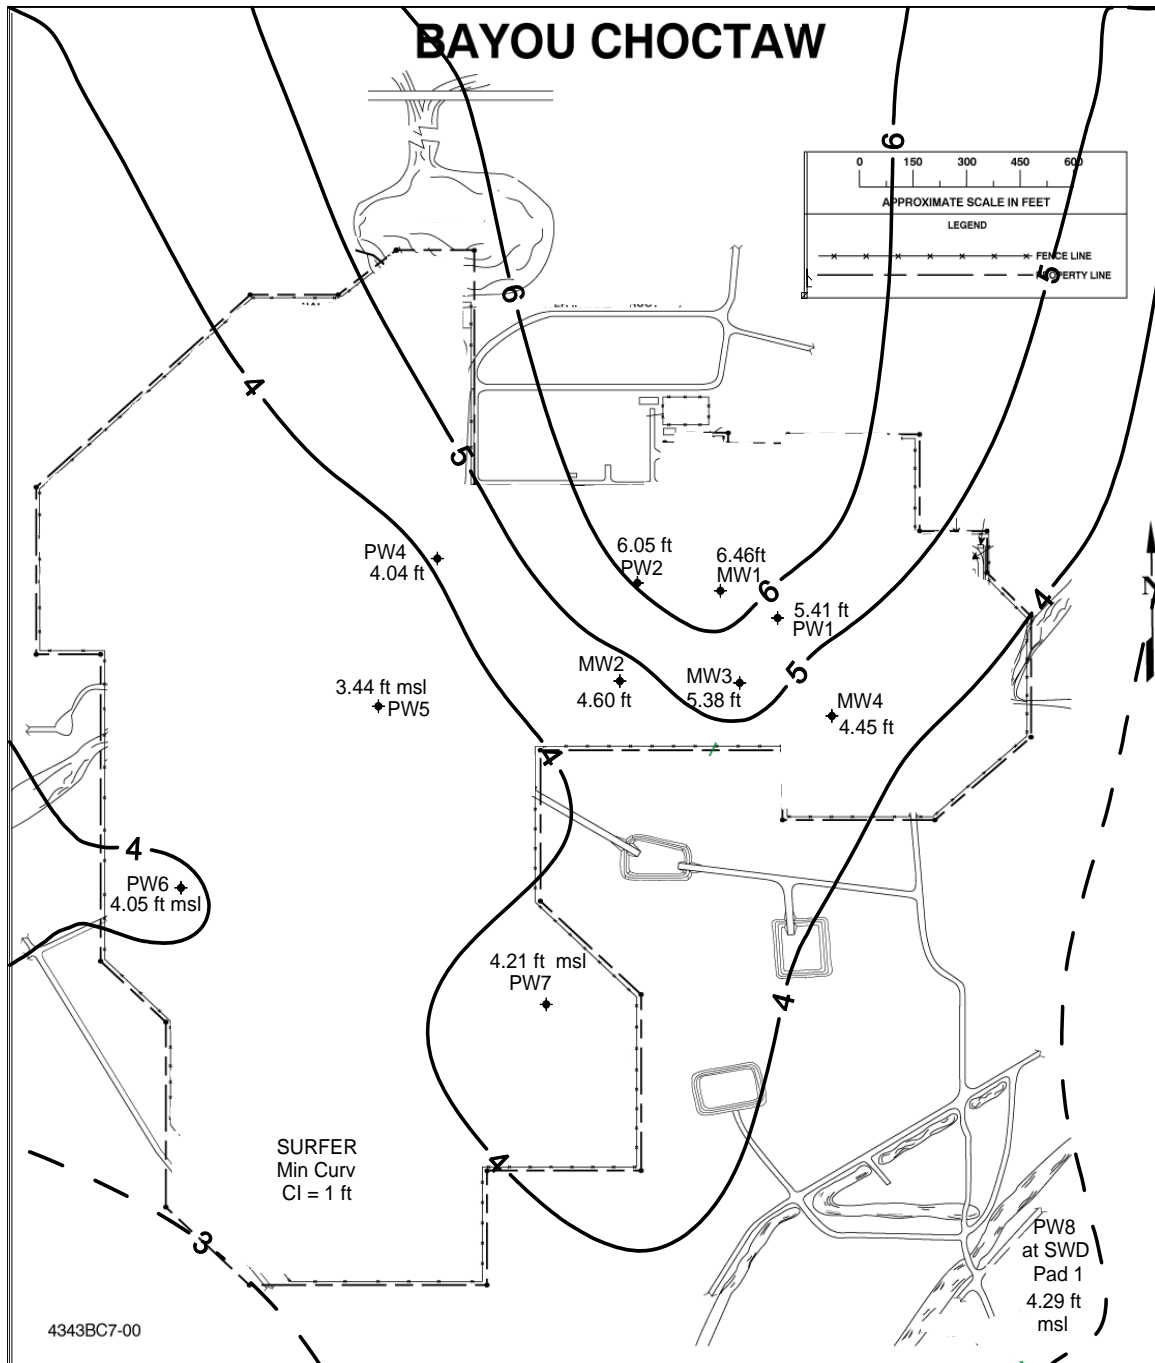 BAYOU CHOCTAW
6
0 150 300 450 600
APPROXIMATE SCALE IN FEET
LEGEND
FENCE LINE
PROPERTY LINE
5
6
4
5
PW4
4.04 ft
6.05 ft
PW2
6.46ft
MW1
6
5.41 ft
PW1
4
N
MW2
4.60 ft
MW3
5.38 ft
5
MW4
4.45 ft
3.44 ft msl
PW5
4
4
PW6
4.05 ft msl
4.21 ft msl
PW7
4
SURFER
Min Curv
CI = 1 ft
4
3
PW8
at SWD
Pad 1
4.29 ft
msl
4343BC7-00